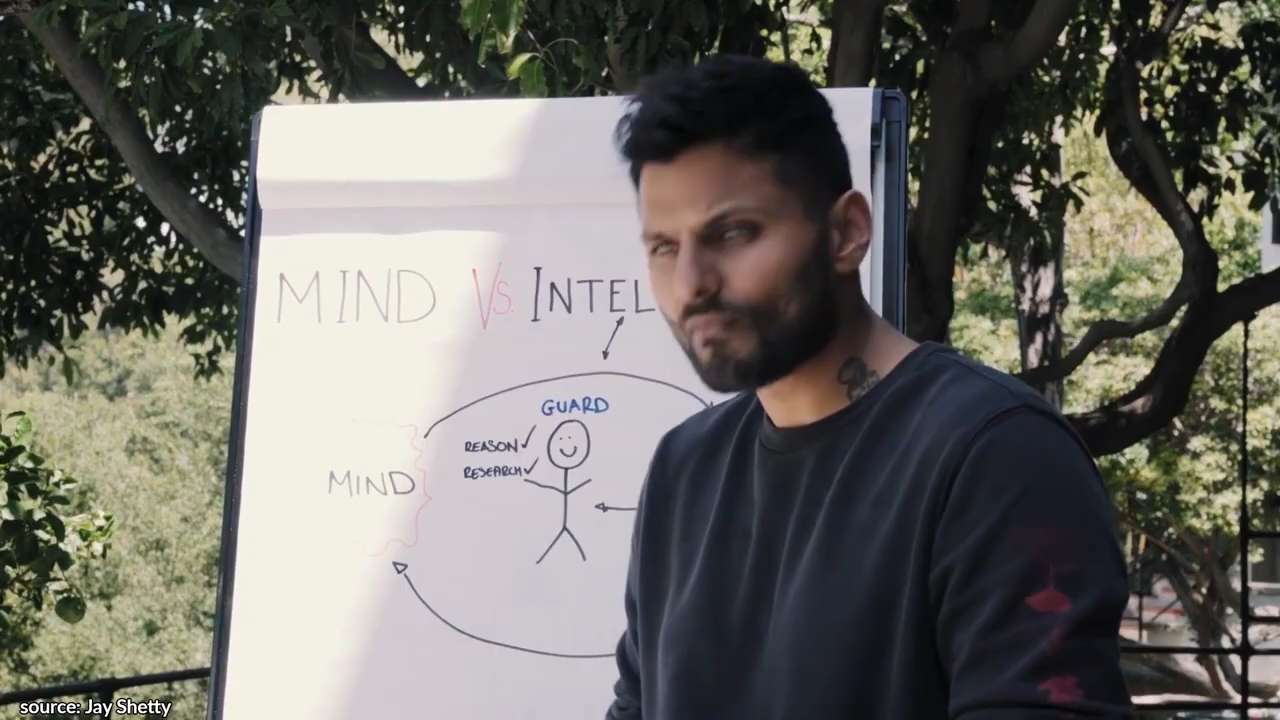 MIND Vs. INTEL
GUARD
REASON ✓
RESEARCH ✓
MIND
source: Jay Shetty